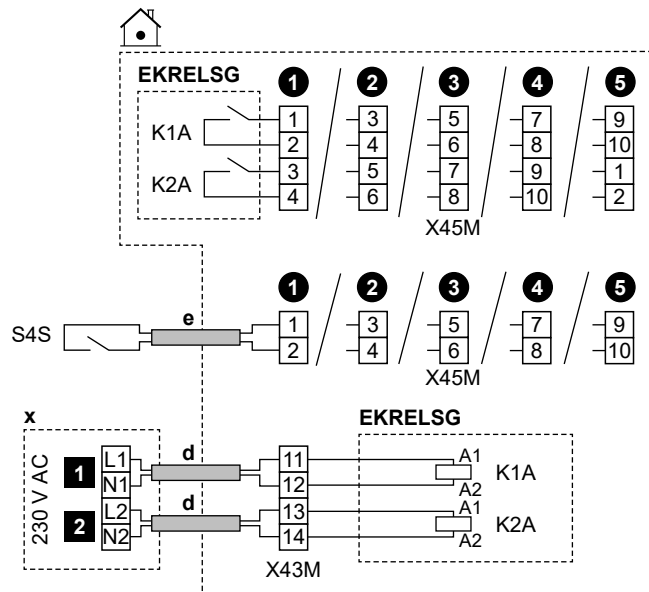 EKRELSG 1 2 3 4 5
K1A 1 3 5 7 9
2 4 6 8 10
K2A 3 5 7 9 1
4 6 8 10 2
X45M
1 2 3 4 5
S4S e 1 3 5 7 9
2 4 6 8 10
X45M
x EKRELSG
230 V AC
1 L1 d 11 A1 K1A
N1 12 A2
2 L2 d 13 A1 K2A
N2 14 A2
X43M